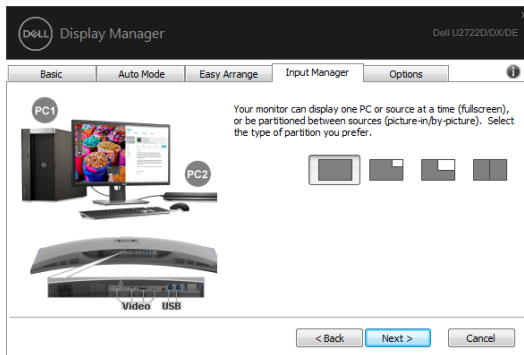 DELL Display Manager
Dell U2722D/DX/DE
Basic Auto Mode Easy Arrange Input Manager Options
PC1
Your monitor can display one PC or source at a time (fullscreen),
or be partitioned between sources (picture-in/by-picture). Select
the type of partition you prefer.
PC2
Video USB
< Back Next > Cancel